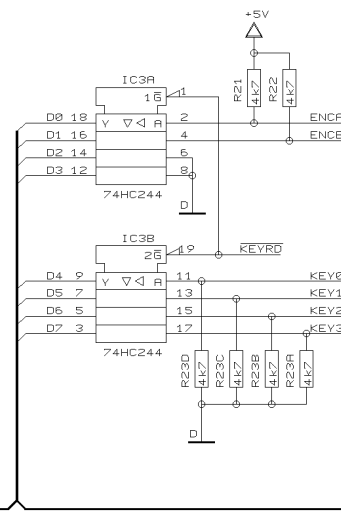 +5V
IC3A
1G 1
R21 4k7
R22 4k7
D0 18 Y A 2 ENCA
D1 16 4 ENCB
D2 14 6
D3 12 8
74HC244
D
IC3B
2G 19 KEYRD
D4 9 Y A 11 KEY0
D5 7 13 KEY1
D6 5 15 KEY2
D7 3 17 KEY3
74HC244
R23D 4k7
R23C 4k7
R23B 4k7
R23A 4k7
D